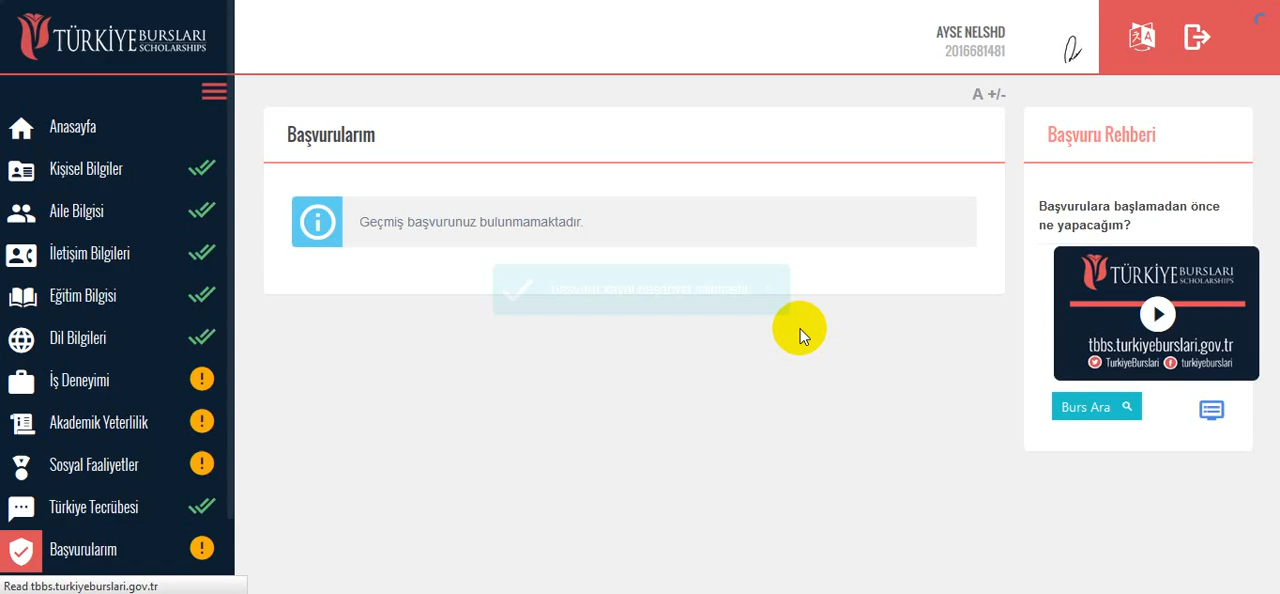 TÜRKİYE BURSLARI
SCHOLARSHIPS
AYSE NELSHD
2016681481
A +/-
Anasayfa
Kişisel Bilgiler
Aile Bilgisi
İletişim Bilgileri
Eğitim Bilgisi
Dil Bilgileri
İş Deneyimi
Akademik Yeterlilik
Sosyal Faaliyetler
Türkiye Tecrübesi
Başvurularım
Başvurularım
Geçmiş başvurunuz bulunmamaktadır.
Başvuru Rehberi
Başvurulara başlamadan önce
ne yapacağım?
TÜRKİYE BURSLARI
SCHOLARSHIPS
tbbs.turkiyeburslari.gov.tr
TurkiyeBurslari turkiyeburslari
Burs Ara
Read tbbs.turkiyeburslari.gov.tr